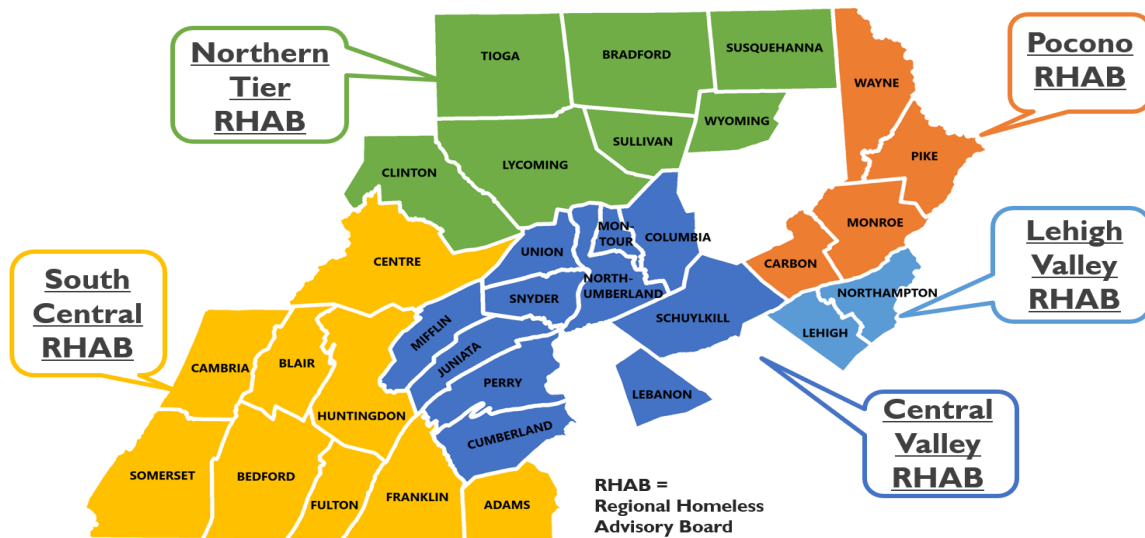 Northern
Tier
RHAB
TIOGA
BRADFORD
SUSQUEHANNA
WAYNE
Pocono
RHAB
WYOMING
SULLIVAN
LYCOMING
CLINTON
PIKE
MONROE
CARBON
Lehigh
Valley
RHAB
NORTHAMPTON
LEHIGH
MON-
TOUR
COLUMBIA
UNION
CENTRE
NORTH-
UMBERLAND
SNYDER
SCHUYLKILL
MIFFLIN
JUNIATA
PERRY
CUMBERLAND
LEBANON
South
Central
RHAB
CAMBRIA
BLAIR
HUNTINGDON
SOMERSET
BEDFORD
FULTON
FRANKLIN
ADAMS
Central
Valley
RHAB
RHAB =
Regional Homeless
Advisory Board